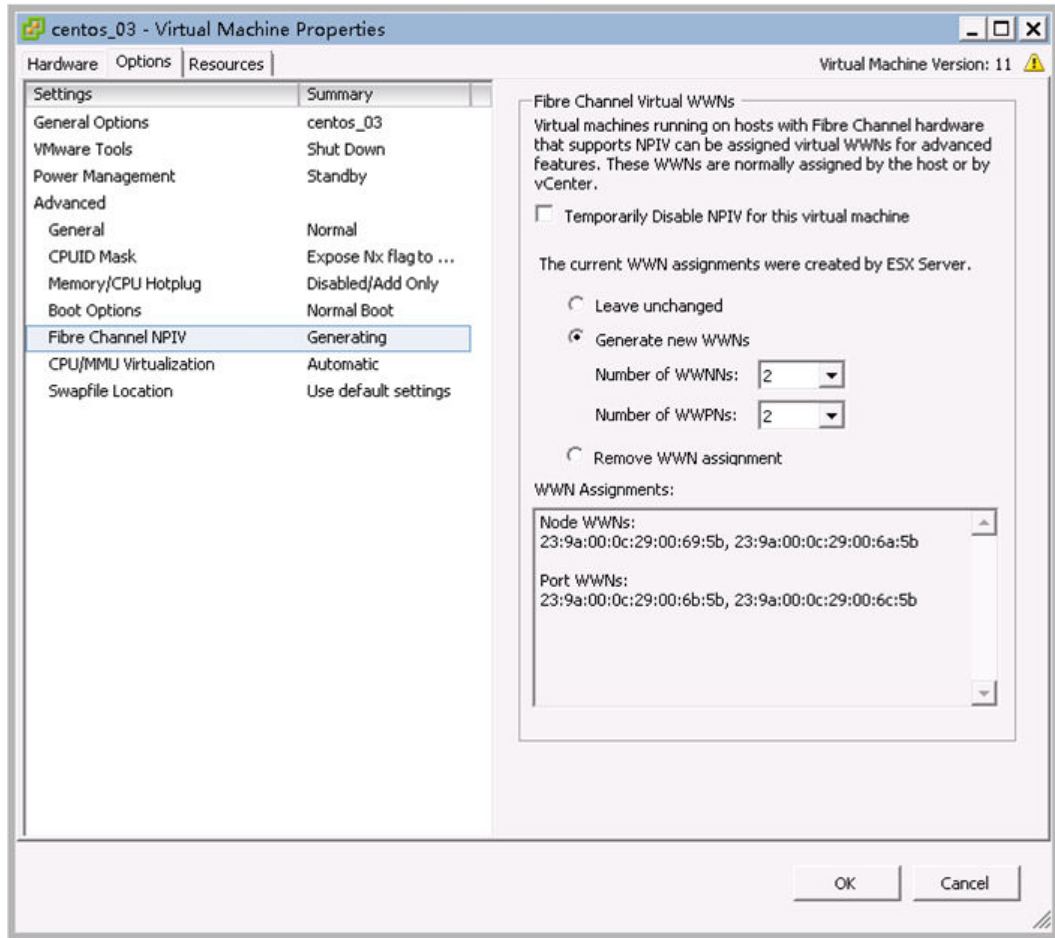 centos_03 - Virtual Machine Properties
Hardware Options Resources Virtual Machine Version: 11
Settings Summary
General Options centos_03
VMware Tools Shut Down
Power Management Standby
Advanced
General Normal
CPUID Mask Expose Nx flag to ...
Memory/CPU Hotplug Disabled/Add Only
Boot Options Normal Boot
Fibre Channel NPIV Generating
CPU/MMU Virtualization Automatic
Swapfile Location Use default settings
Fibre Channel Virtual WWNs
Virtual machines running on hosts with Fibre Channel hardware
that supports NPIV can be assigned virtual WWNs for advanced
features. These WWNs are normally assigned by the host or by
vCenter.
Temporarily Disable NPIV for this virtual machine
The current WWN assignments were created by ESX Server.
Leave unchanged
Generate new WWNs
Number of WWNNs: 2
Number of WWPNs: 2
Remove WWN assignment
WWN Assignments:
Node WWNs:
23:9a:00:0c:29:00:69:5b, 23:9a:00:0c:29:00:6a:5b
Port WWNs:
23:9a:00:0c:29:00:6b:5b, 23:9a:00:0c:29:00:6c:5b
OK Cancel